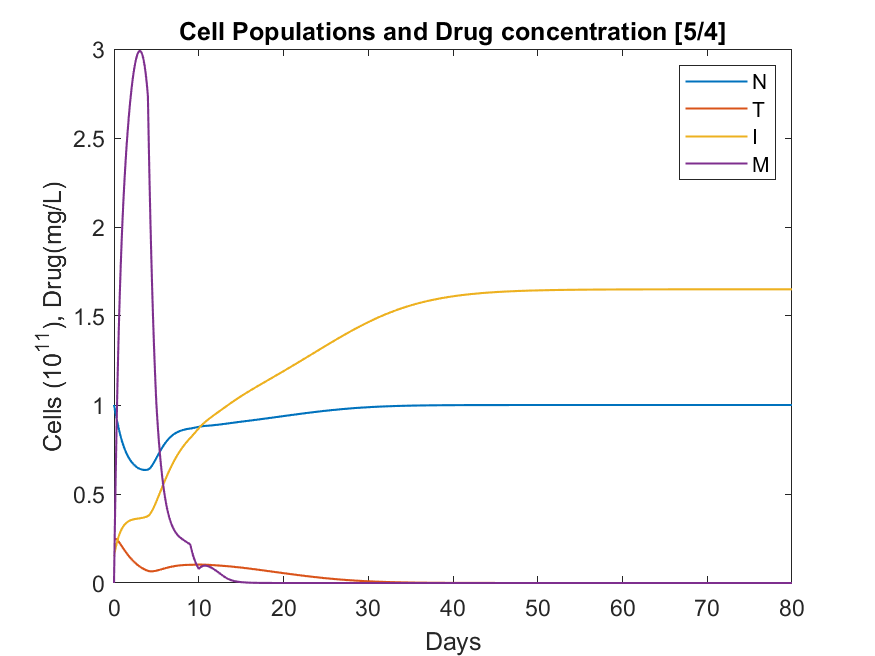 Cell Populations and Drug concentration [5/4]
3
2.5
2
1.5
1
0.5
0
Cells (10^11), Drug(mg/L)
N
T
I
M
0 10 20 30 40 50 60 70 80
Days